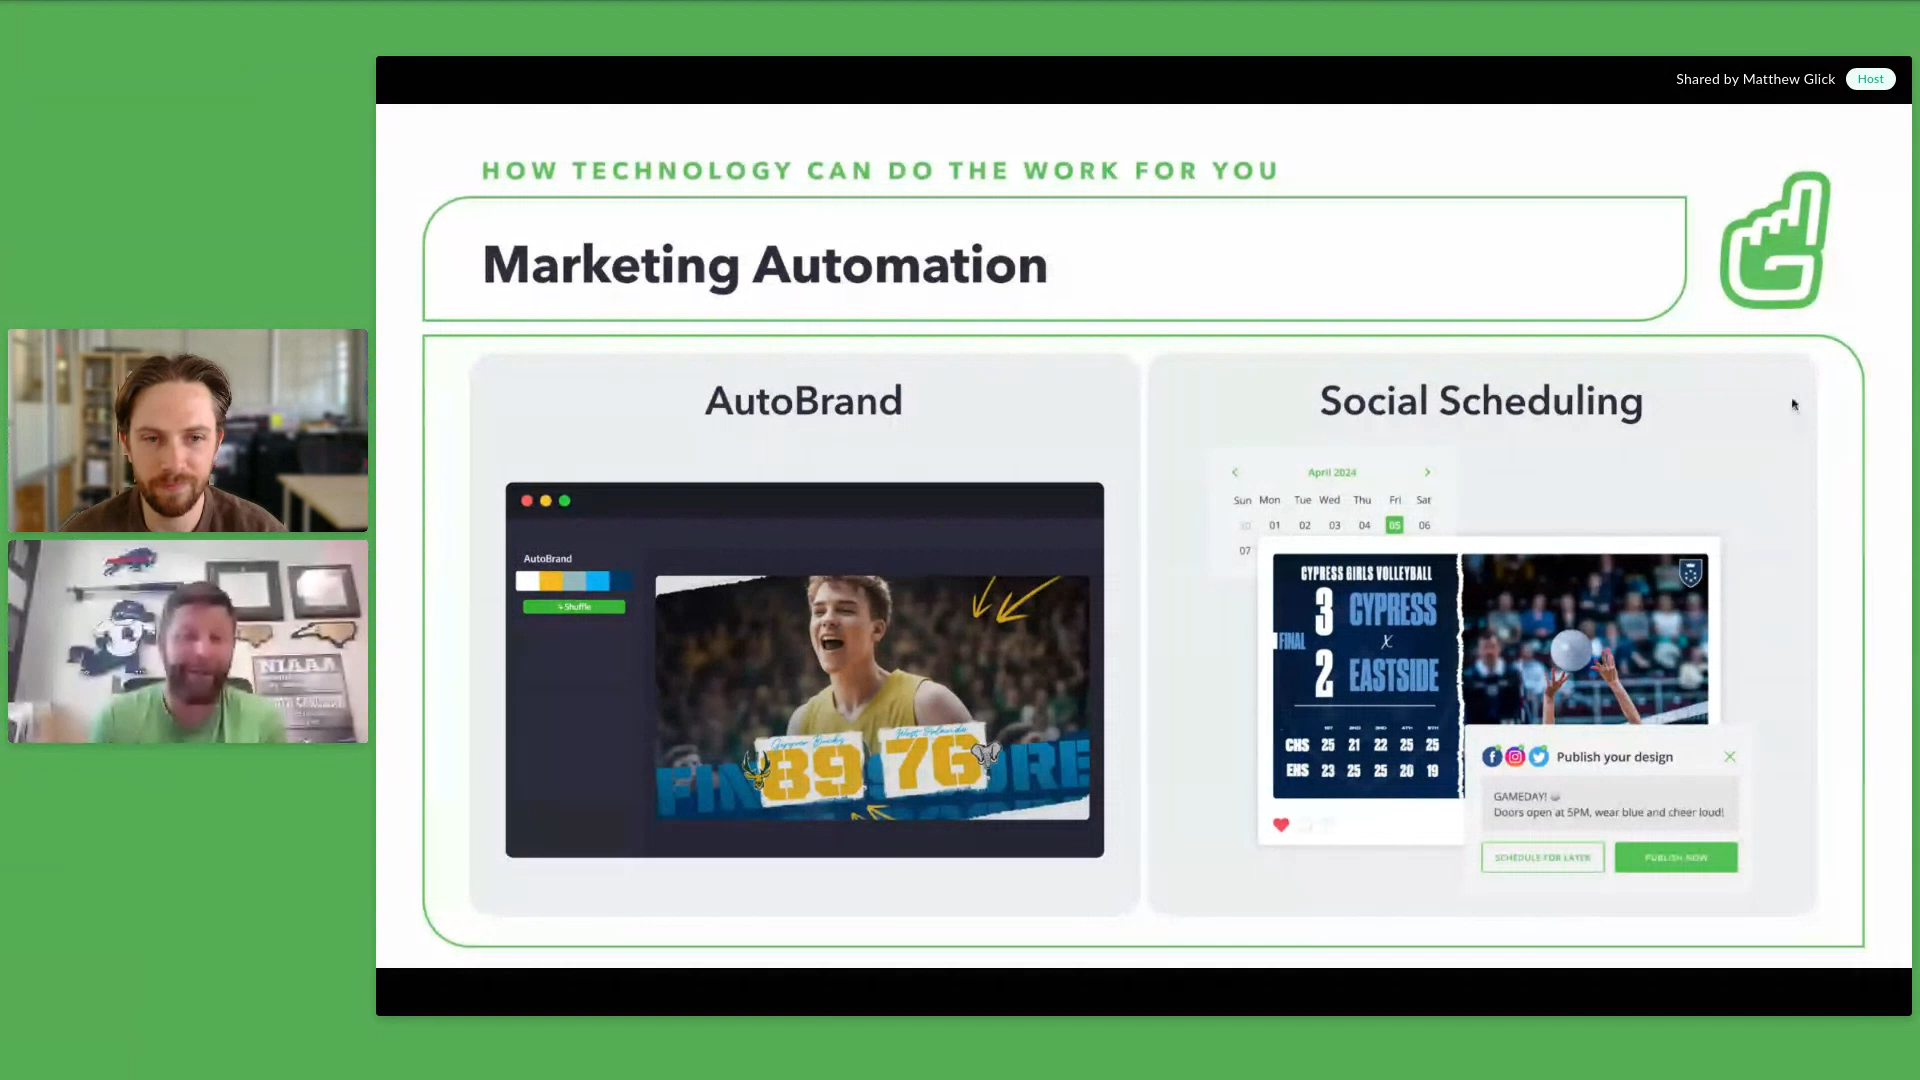 Shared by Matthew Glick Host
HOW TECHNOLOGY CAN DO THE WORK FOR YOU
Marketing Automation
AutoBrand
Social Scheduling
AutoBrand
Shuffle
89 76
April 2024
Sun Mon Tue Wed Thu Fri Sat
01 02 03 04 05 06
07
CYPRESS GIRLS VOLLEYBALL
3 CYPRESS
FINAL X
2 EASTSIDE
CHS 25 21 22 25 25
EHS 23 25 25 20 19
Publish your design
GAMEDAY!
Doors open at 5PM, wear blue and cheer loud!
SCHEDULE FOR LATER PUBLISH NOW
NIAAA